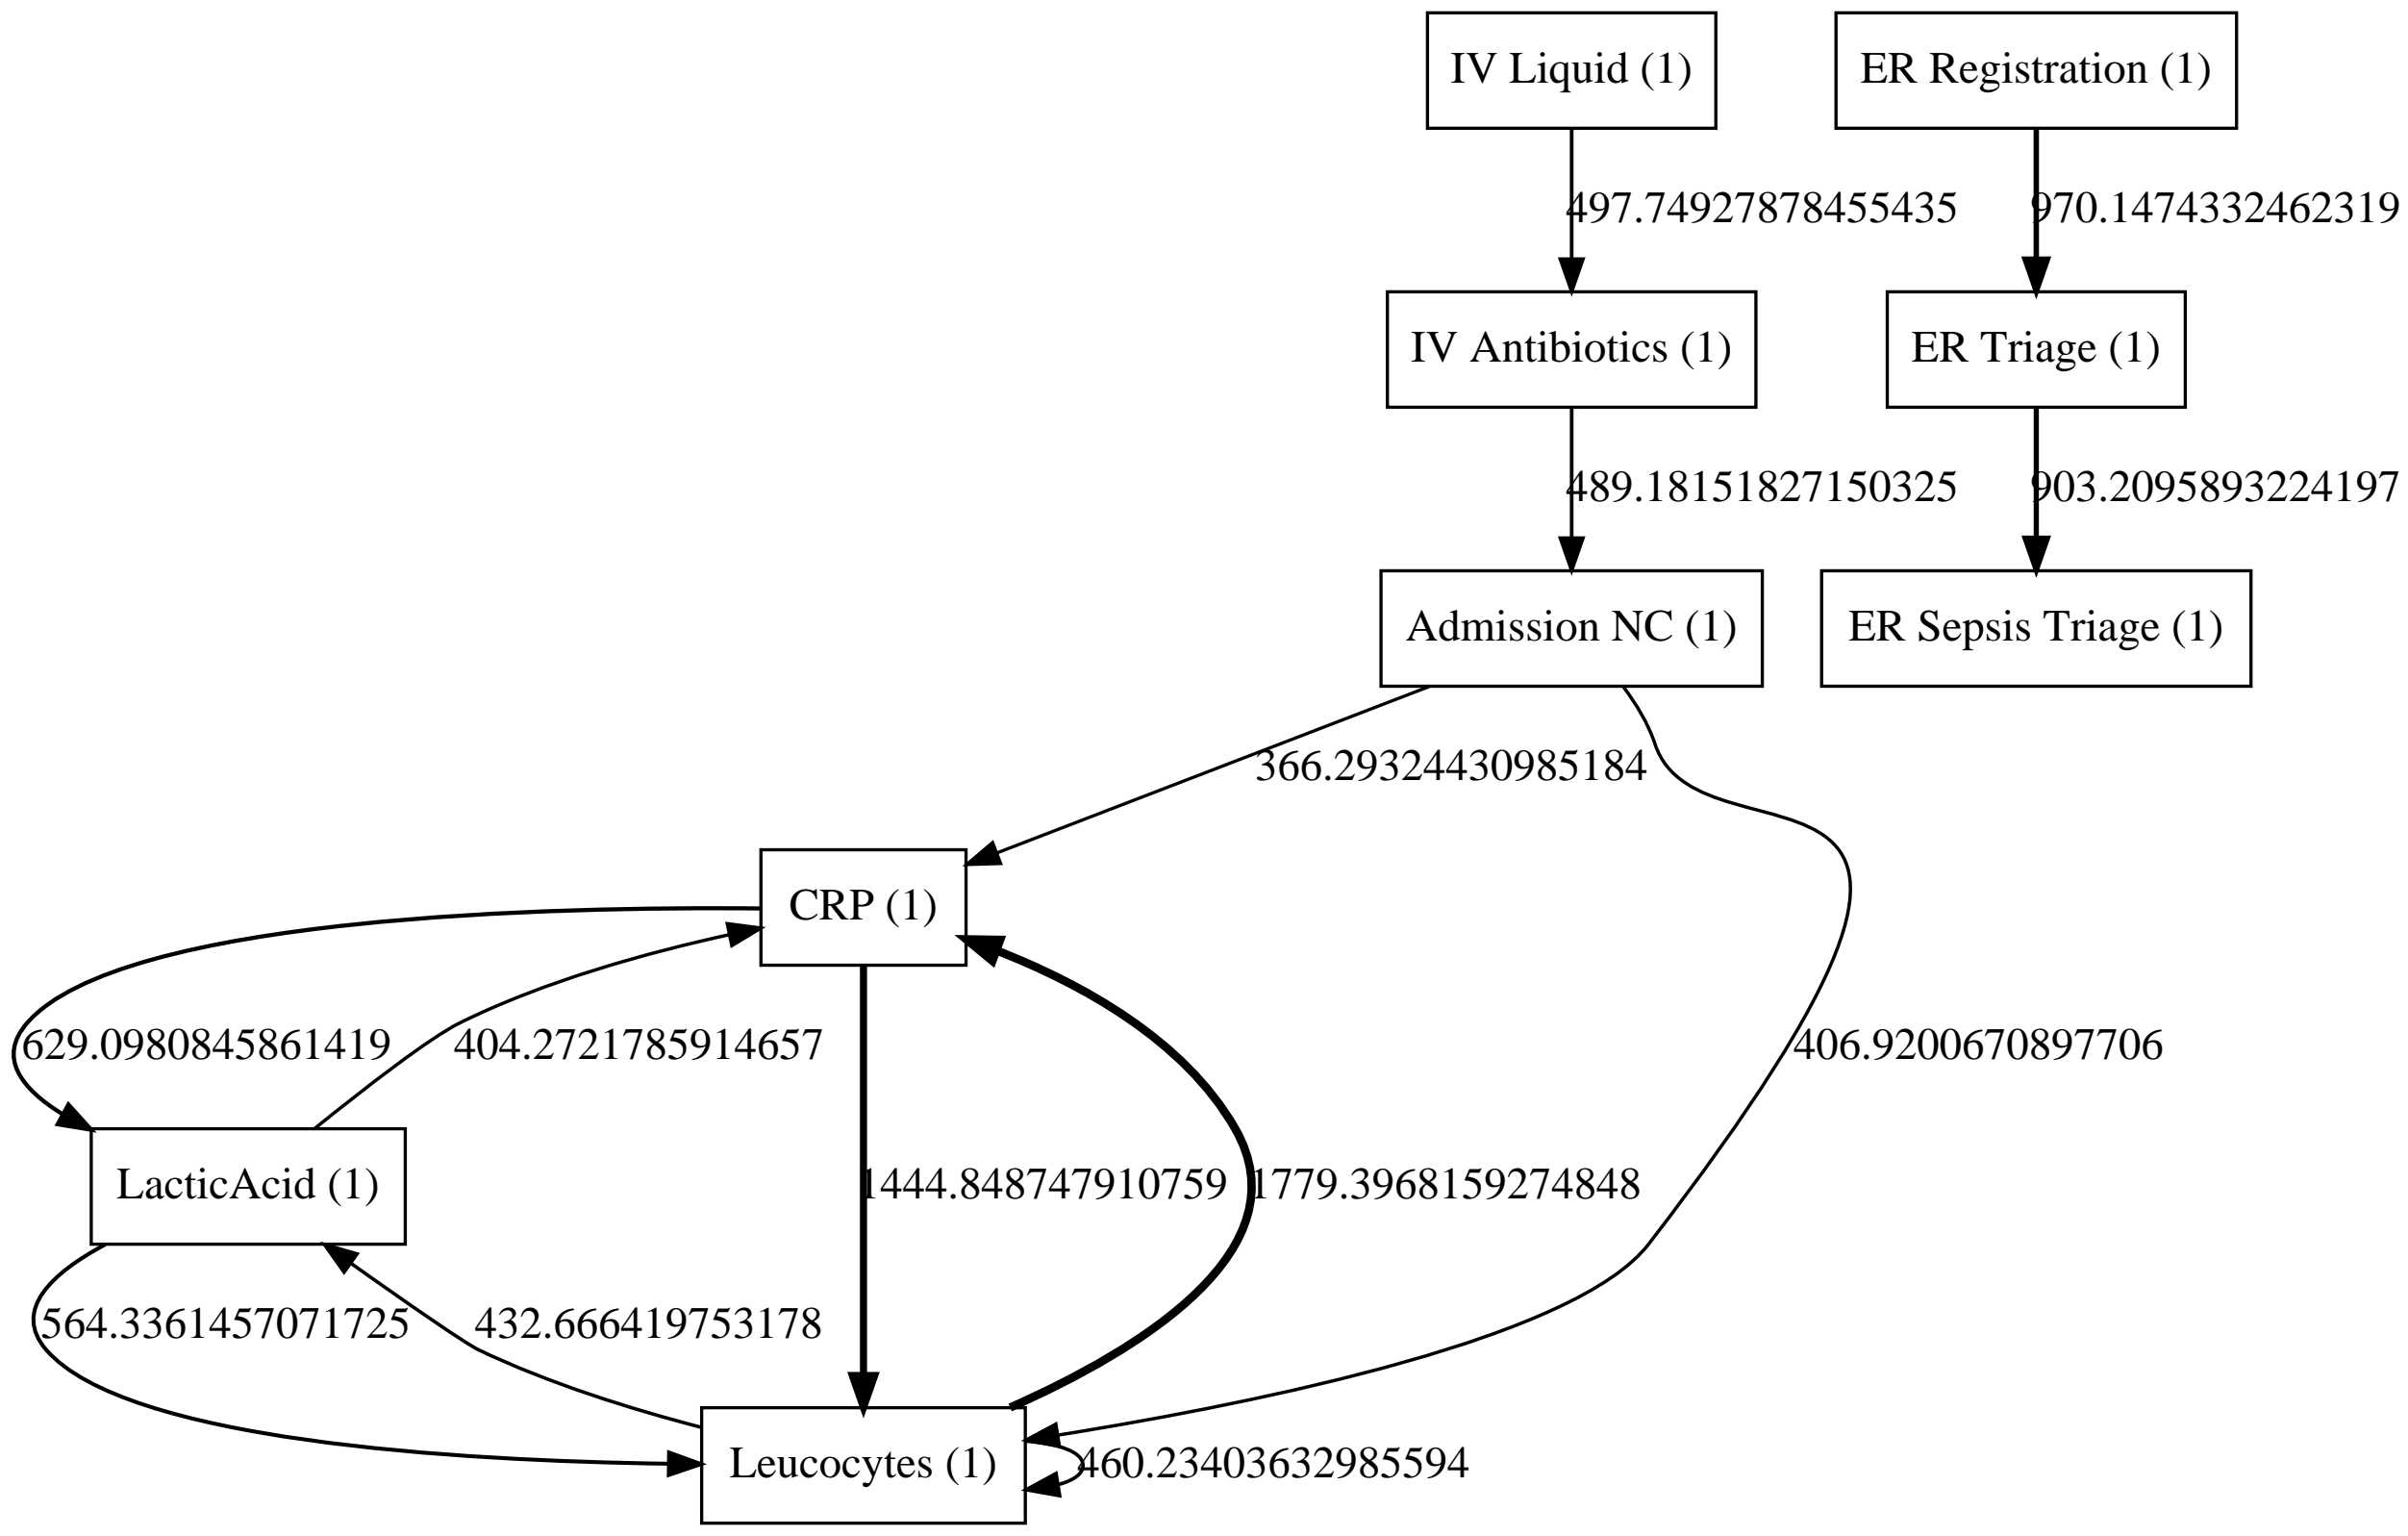 IV Liquid (1)
ER Registration (1)
497.74927878455435
970.1474332462319
IV Antibiotics (1)
ER Triage (1)
489.18151827150325
903.2095893224197
Admission NC (1)
ER Sepsis Triage (1)
366.29324430985184
CRP (1)
629.0980845861419
404.2721785914657
406.9200670897706
LacticAcid (1)
1444.848747910759
1779.3968159274848
564.3361457071725
432.666419753178
Leucocytes (1)
460.23403632985594